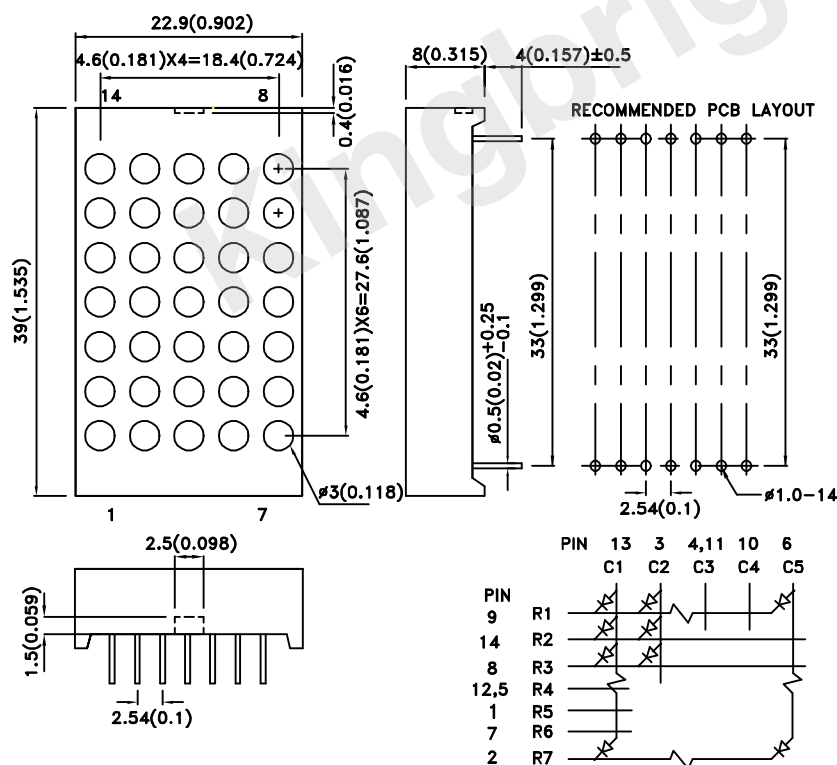 22.9(0.902)
4.6(0.181)X4=18.4(0.724)
14 8
0.4(0.016)
39(1.535)
4.6(0.181)X6=27.6(1.087)
ø3(0.118)
1 7
8(0.315) 4(0.157)±0.5
33(1.299)
ø0.5(0.02)+0.25 -0.1
RECOMMENDED PCB LAYOUT
33(1.299)
2.54(0.1)
ø1.0-14
2.5(0.098)
1.5(0.059)
2.54(0.1)
PIN 13 3 4,11 10 6
C1 C2 C3 C4 C5
PIN
9 R1
14 R2
8 R3
12,5 R4
1 R5
7 R6
2 R7
Kingbrig